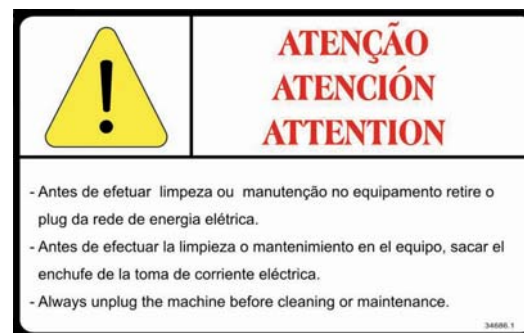 ATENÇÃO
ATENCIÓN
ATTENTION
- Antes de efetuar limpeza ou manutenção no equipamento retire o
plug da rede de energia elétrica.
- Antes de efectuar la limpieza o mantenimiento en el equipo, sacar el
enchufe de la toma de corriente eléctrica.
- Always unplug the machine before cleaning or maintenance.
34686.1